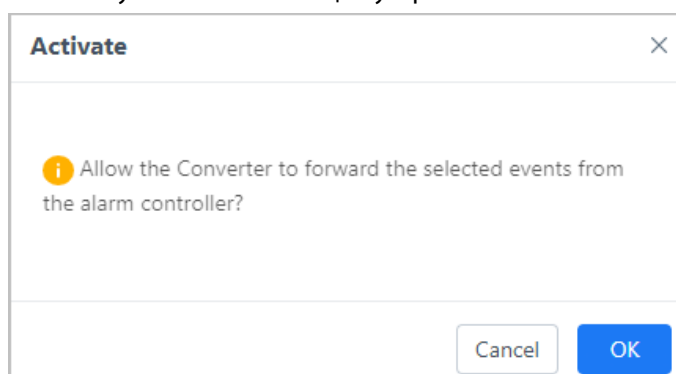 Activate
Allow the Converter to forward the selected events from
the alarm controller?
Cancel
OK